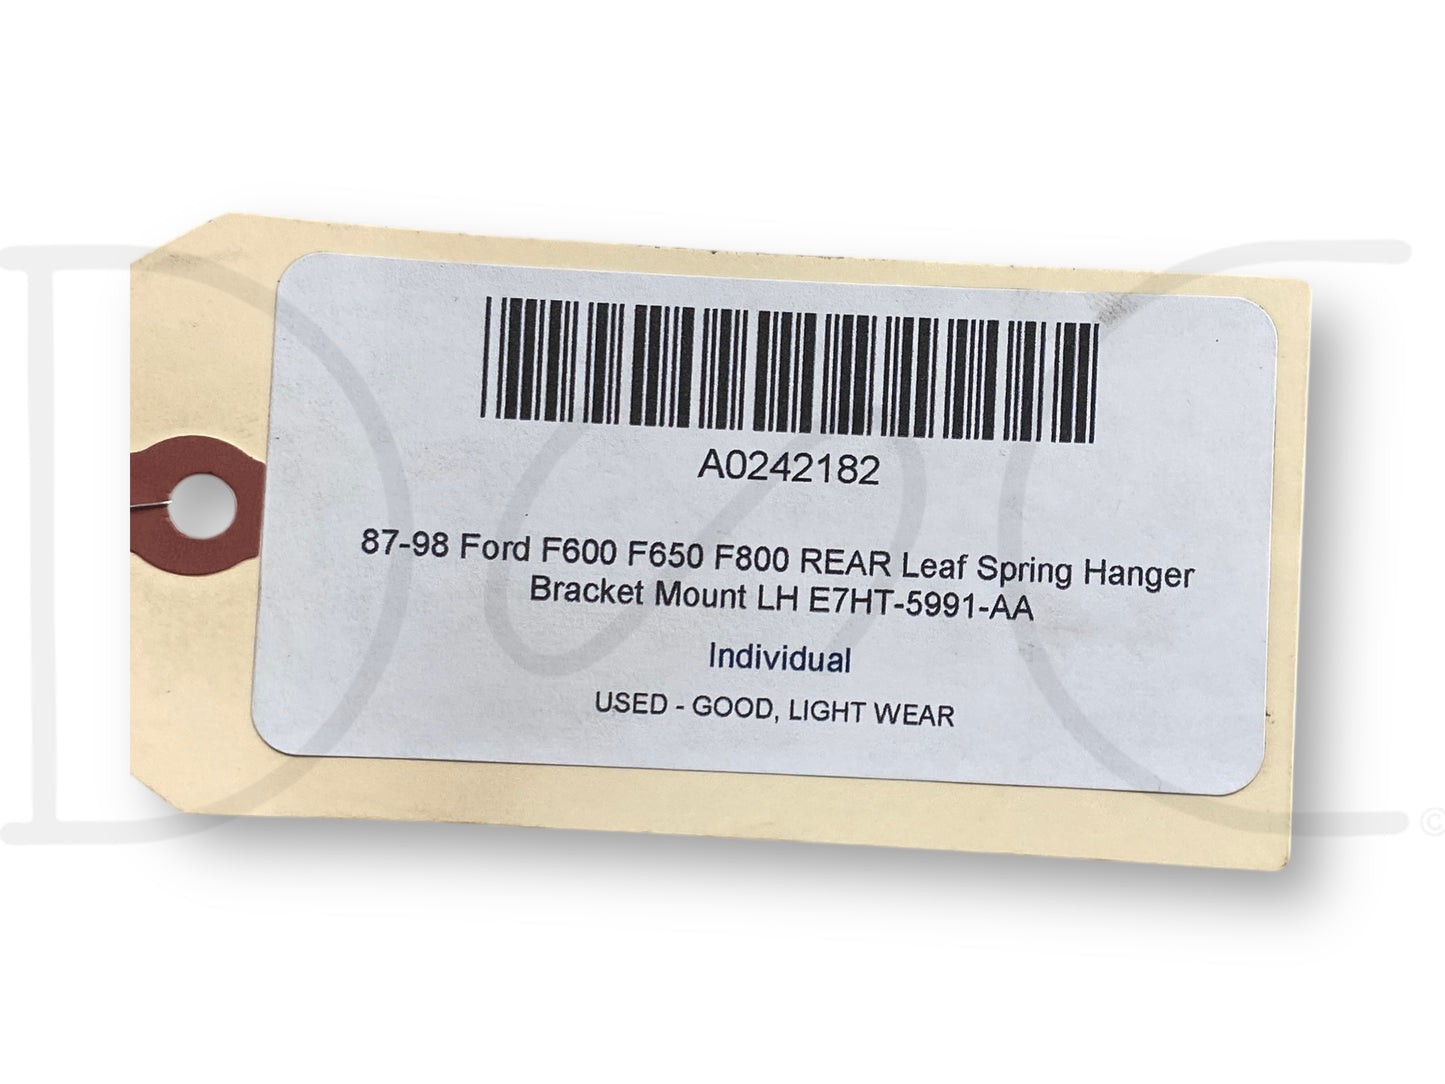 A0242182
87-98 Ford F600 F650 F800 REAR Leaf Spring Hanger
Bracket Mount LH E7HT-5991-AA
Individual
USED - GOOD, LIGHT WEAR
D C
©